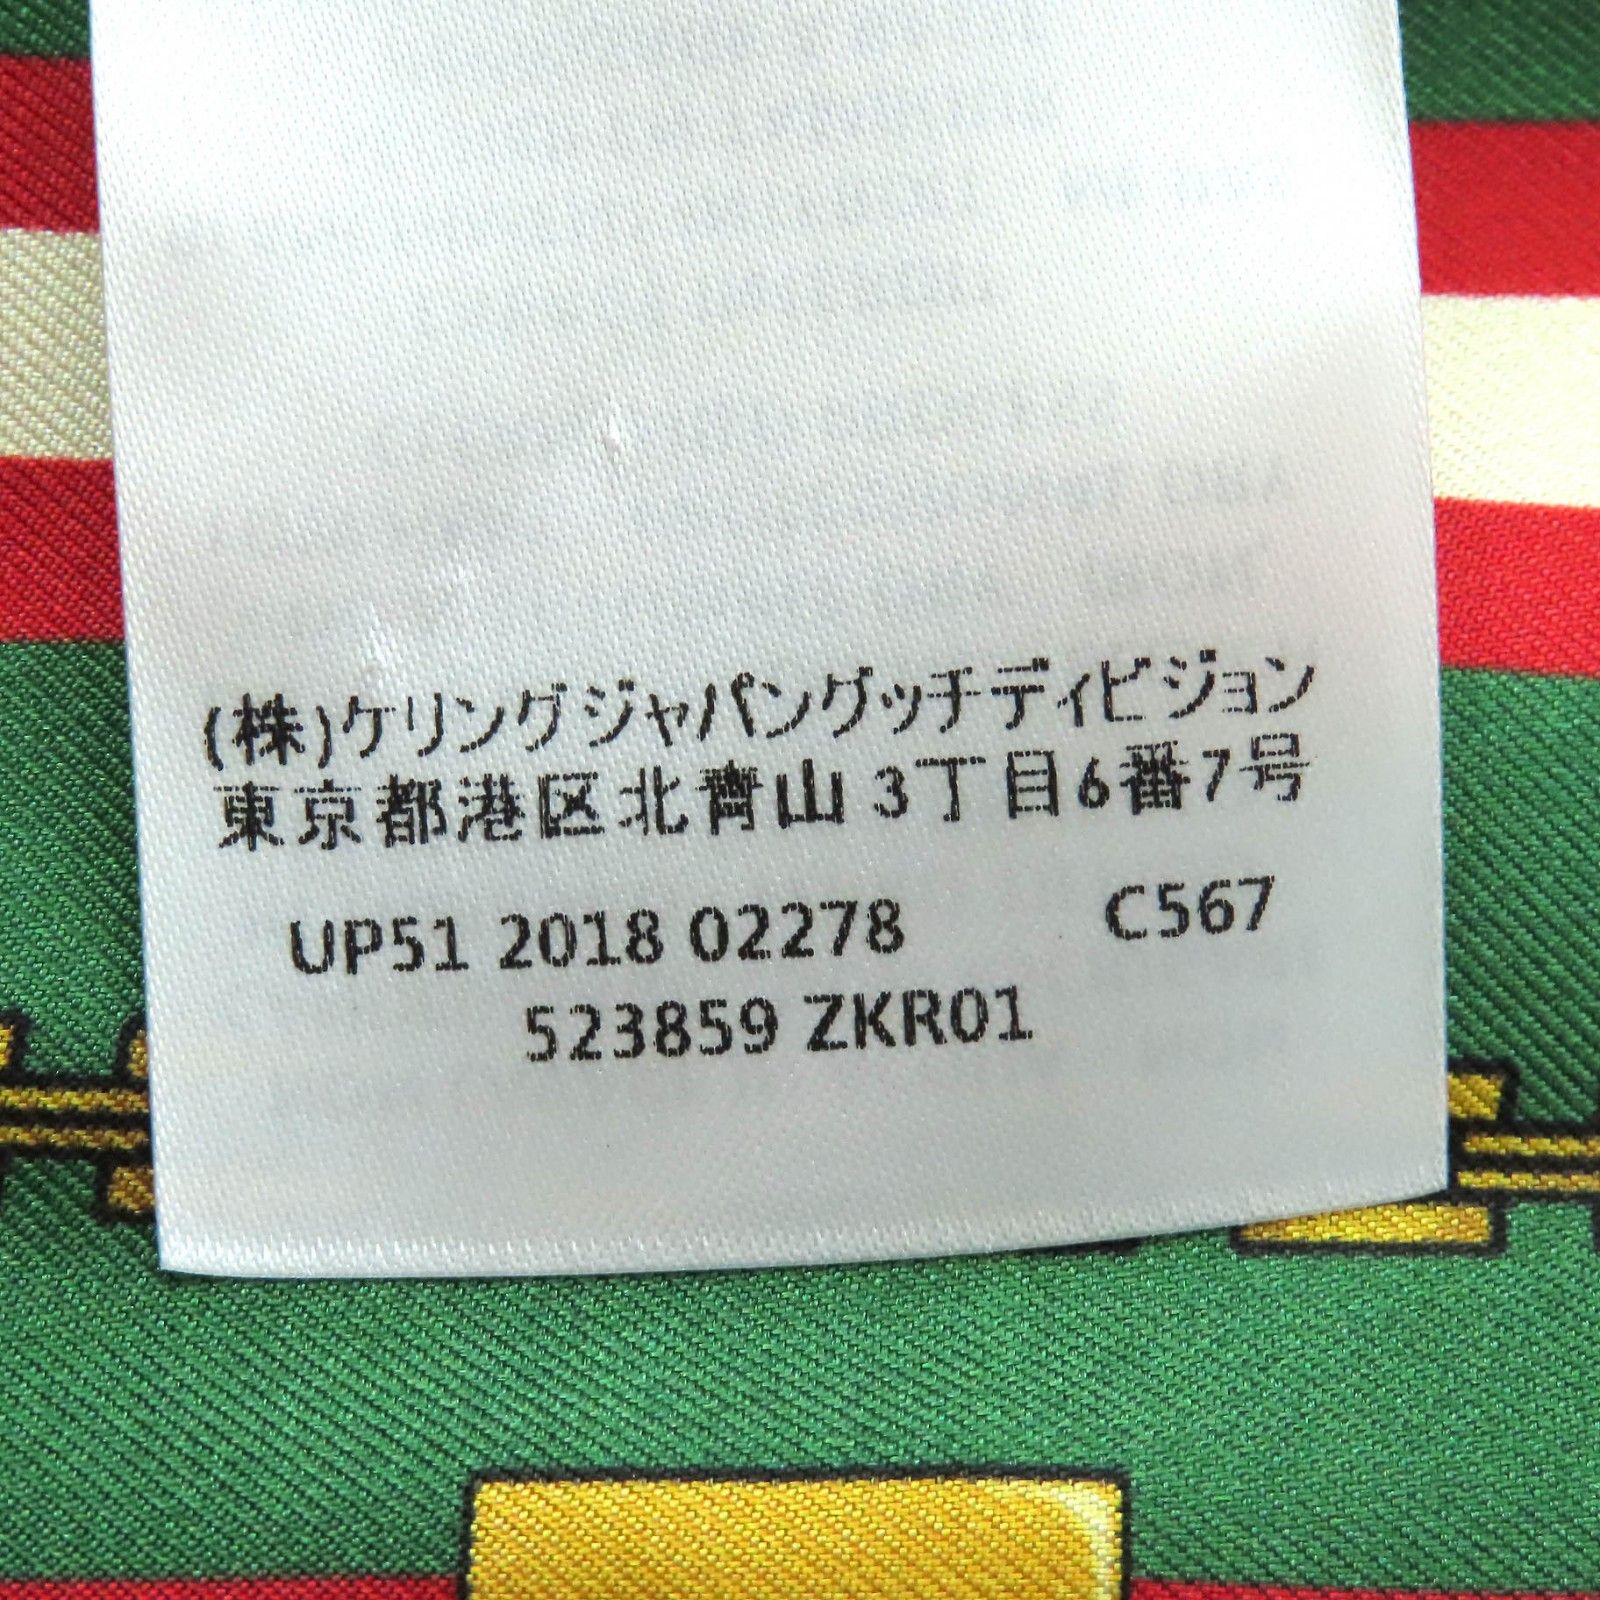 (株)ケリングジャパングッチディビジョン
東京都港区北青山3丁目6番7号
UP51 2018 02278 C567
523859 ZKR01